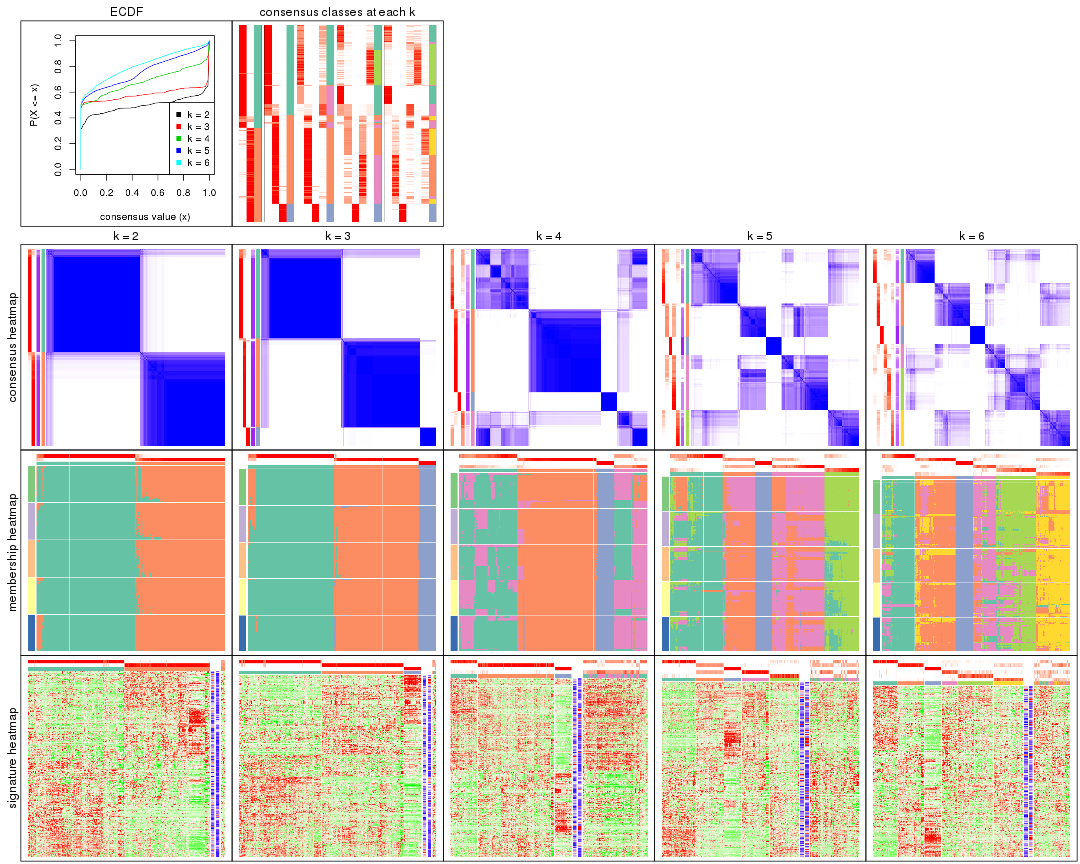 ECDF
consensus classes at each k
P(X <= x)
0.0
0.2
0.4
0.6
0.8
1.0
k = 2
k = 3
k = 4
k = 5
k = 6
0.0 0.2 0.4 0.6 0.8 1.0
consensus value (x)
k = 2
k = 3
k = 4
k = 5
k = 6
consensus heatmap
membership heatmap
signature heatmap